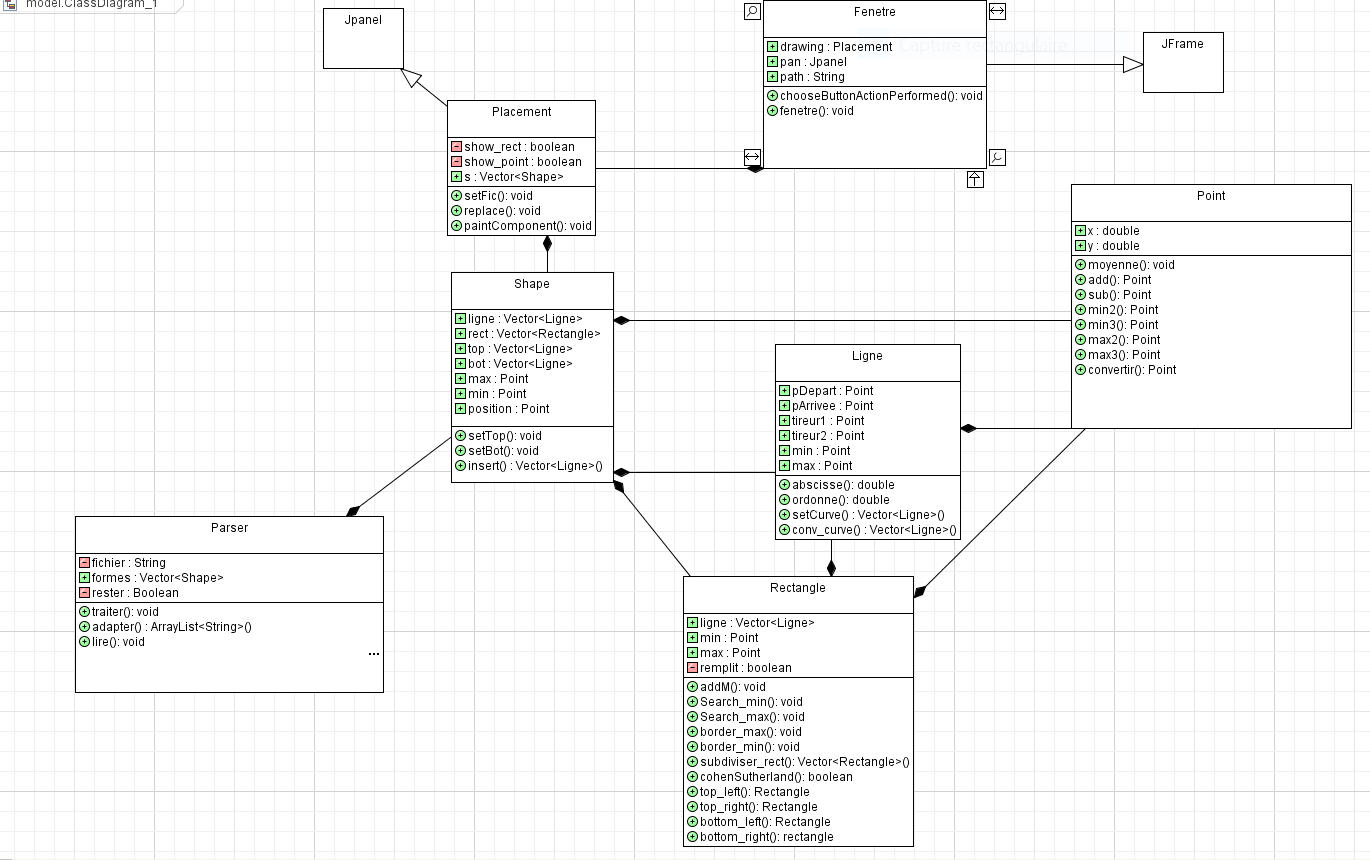 model.ClassDiagram_1
Jpanel
Fenetre
drawing : Placement
pan : Jpanel
path : String
chooseButtonActionPerformed(): void
fenetre(): void
Capture rectangulaire
JFrame
Placement
show_rect : boolean
show_point : boolean
s : Vector<Shape>
setFic(): void
replace(): void
paintComponent(): void
Point
x : double
y : double
moyenne(): void
add(): Point
sub(): Point
min2(): Point
min3(): Point
max2(): Point
max3(): Point
convertir(): Point
Shape
ligne : Vector<Ligne>
rect : Vector<Rectangle>
top : Vector<Ligne>
bot : Vector<Ligne>
max : Point
min : Point
position : Point
setTop(): void
setBot(): void
insert() : Vector<Ligne>()
Ligne
pDepart : Point
pArrivee : Point
tireur1 : Point
tireur2 : Point
min : Point
max : Point
abscisse(): double
ordonne(): double
setCurve() : Vector<Ligne>()
conv_curve() : Vector<Ligne>()
Parser
fichier : String
formes : Vector<Shape>
rester : Boolean
traiter(): void
adapter() : ArrayList<String>()
lire(): void
...
Rectangle
ligne : Vector<Ligne>
min : Point
max : Point
remplit : boolean
addM(): void
Search_min(): void
Search_max(): void
border_max(): void
border_min(): void
subdiviser_rect(): Vector<Rectangle>()
cohenSutherland(): boolean
top_left(): Rectangle
top_right(): Rectangle
bottom_left(): Rectangle
bottom_right(): rectangle